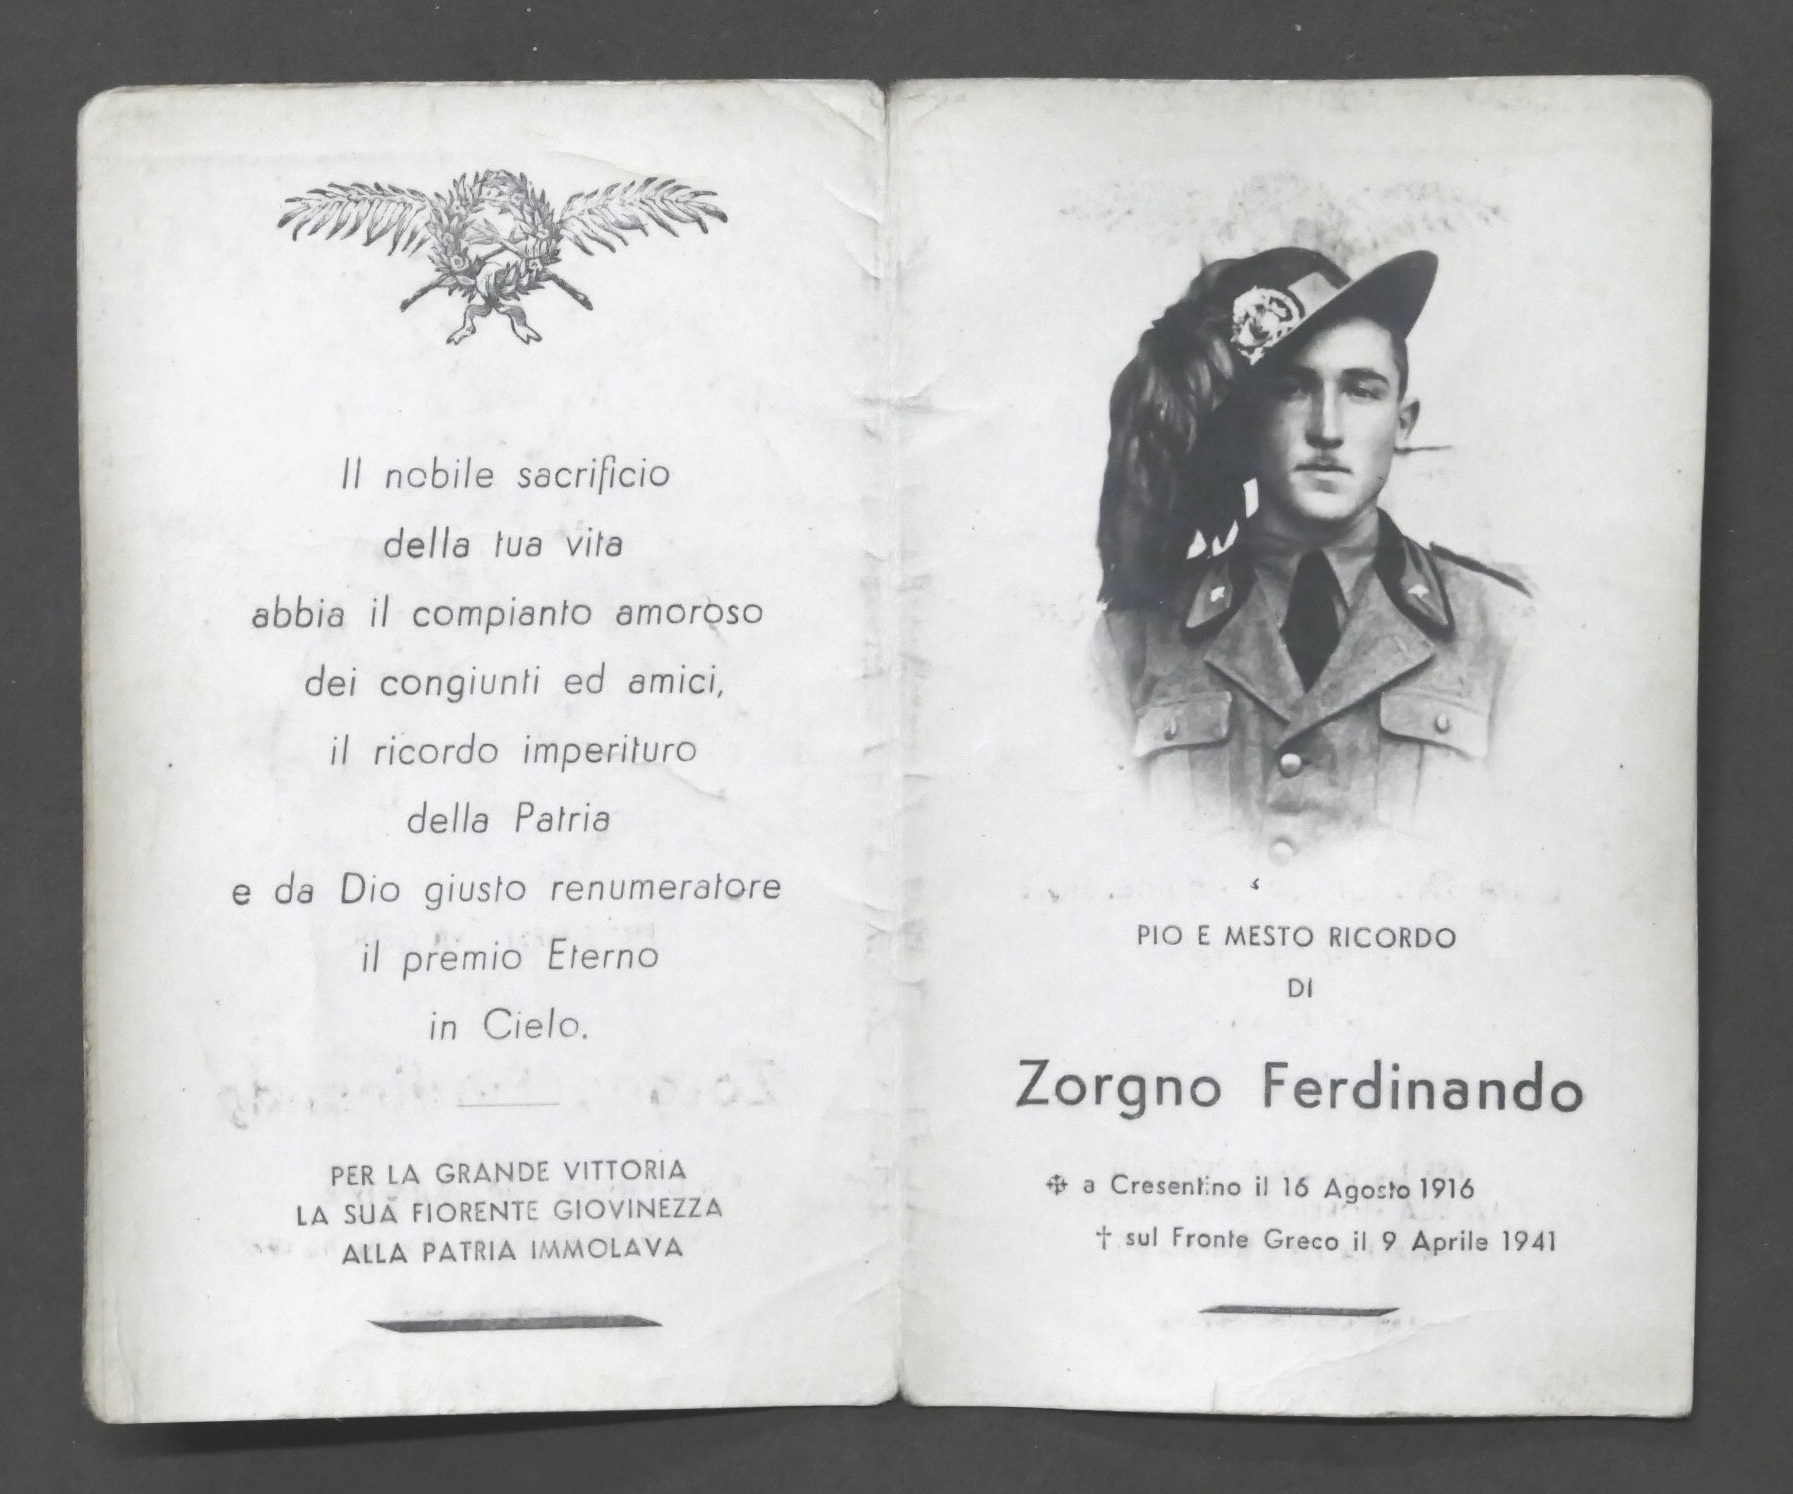 Il nobile sacrificio
della tua vita
abbia il compianto amoroso
dei congiunti ed amici,
il ricordo imperituro
della Patria
e da Dio giusto renumeratore
il premio Eterno
in Cielo.
PER LA GRANDE VITTORIA
LA SUA FIORENTE GIOVINEZZA
ALLA PATRIA IMMOLAVA
PIO E MESTO RICORDO
DI
Zorgno Ferdinando
✠ a Cresentino il 16 Agosto 1916
† sul Fronte Greco il 9 Aprile 1941